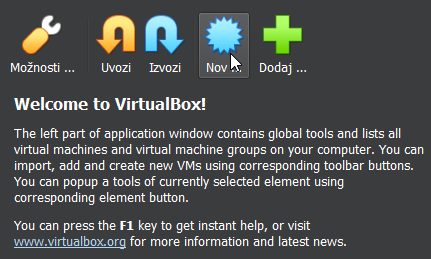 Možnosti ... Uvozi Izvozi Nov ... Dodaj ...
Welcome to VirtualBox!
The left part of application window contains global tools and lists all
virtual machines and virtual machine groups on your computer. You can
import, add and create new VMs using corresponding toolbar buttons.
You can popup a tools of currently selected element using
corresponding element button.
You can press the F1 key to get instant help, or visit
www.virtualbox.org for more information and latest news.